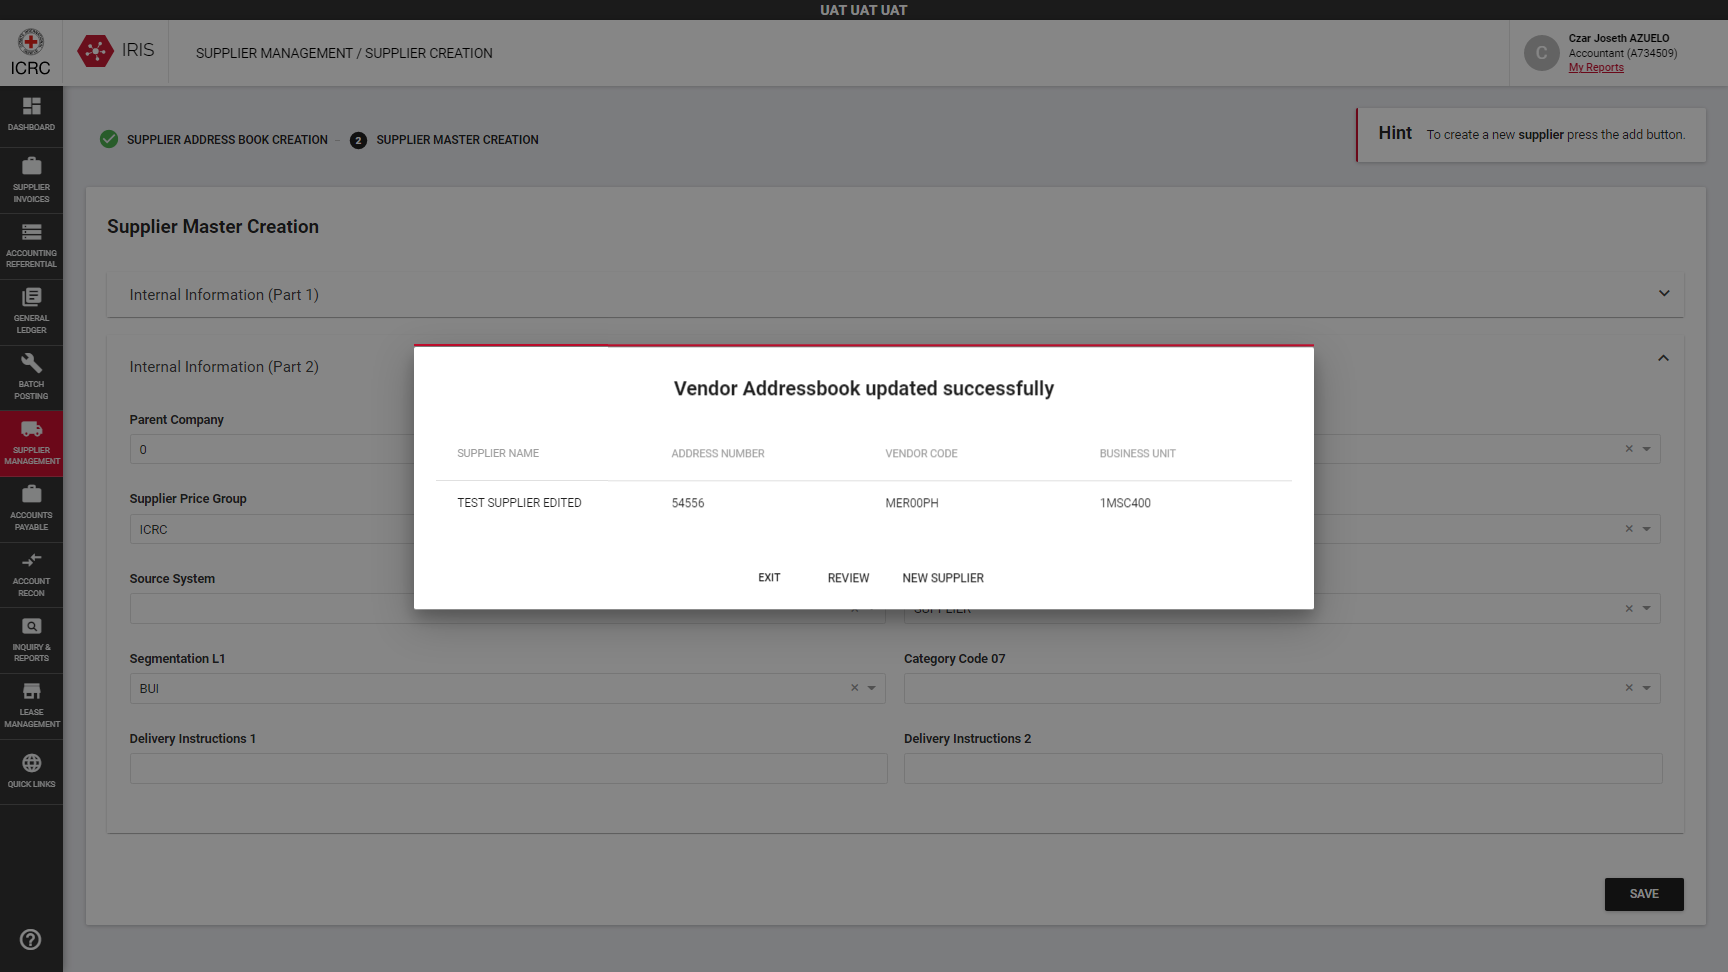 UAT UAT UAT
ICRC
IRIS
SUPPLIER MANAGEMENT / SUPPLIER CREATION
C
Czar Joseth AZUELO
Accountant (A734509)
My Reports
DASHBOARD
SUPPLIER
INVOICES
ACCOUNTING
REFERENTIAL
GENERAL
LEDGER
BATCH
POSTING
SUPPLIER
MANAGEMENT
ACCOUNTS
PAYABLE
ACCOUNT
RECON
INQUIRY &
REPORTS
LEASE
MANAGEMENT
QUICK LINKS
SUPPLIER ADDRESS BOOK CREATION - 2 SUPPLIER MASTER CREATION
Hint To create a new supplier press the add button.
Supplier Master Creation
Internal Information (Part 1)
Internal Information (Part 2)
Parent Company
0
Supplier Price Group
ICRC
Source System
SUPPLIER
Segmentation L1
Category Code 07
BUI
Delivery Instructions 1
Delivery Instructions 2
SAVE
Vendor Addressbook updated successfully
SUPPLIER NAME ADDRESS NUMBER VENDOR CODE BUSINESS UNIT
TEST SUPPLIER EDITED 54556 MER00PH 1MSC400
EXIT REVIEW NEW SUPPLIER